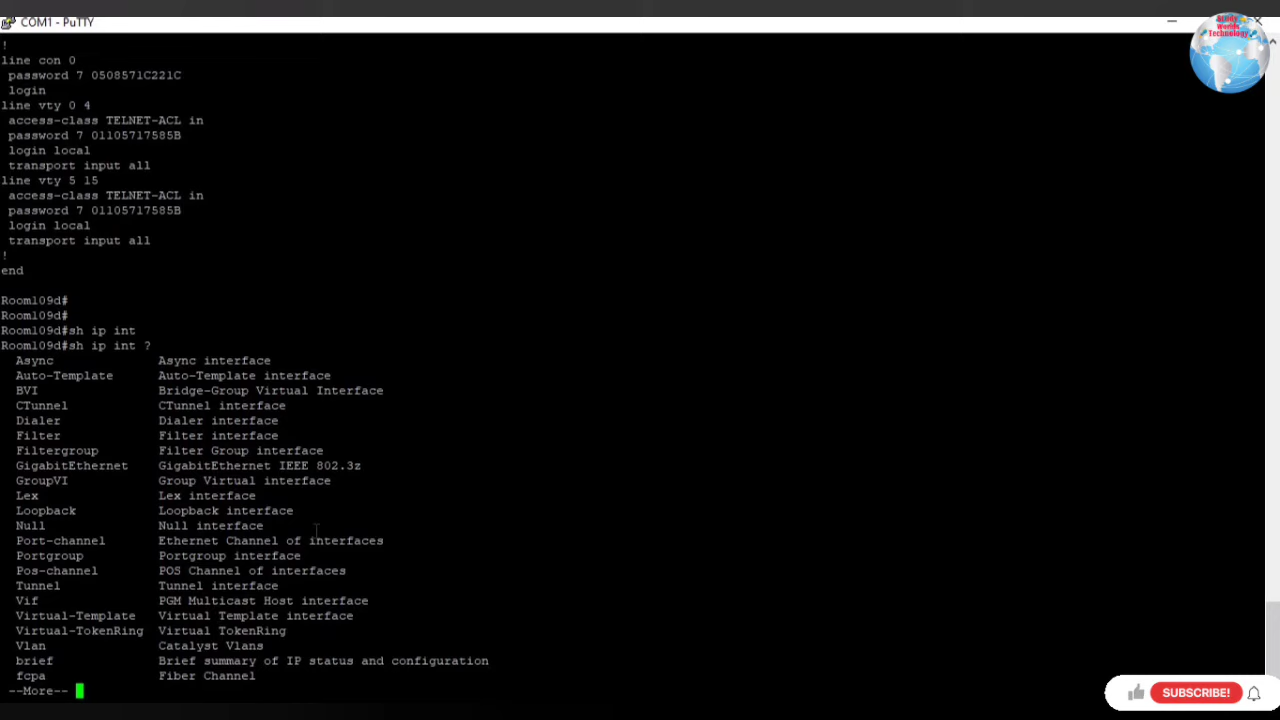 COM1 - PuTTY
Study
Worlds
Technology
!
line con 0
password 7 0508571C221C
login
line vty 0 4
access-class TELNET-ACL in
password 7 01105717585B
login local
transport input all
line vty 5 15
access-class TELNET-ACL in
password 7 01105717585B
login local
transport input all
!
end
Room109d#
Room109d#
Room109d#sh ip int
Room109d#sh ip int ?
Async Async interface
Auto-Template Auto-Template interface
BVI Bridge-Group Virtual Interface
CTunnel CTunnel interface
Dialer Dialer interface
Filter Filter interface
Filtergroup Filter Group interface
GigabitEthernet GigabitEthernet IEEE 802.3z
GroupVI Group Virtual interface
Lex Lex interface
Loopback Loopback interface
Null Null interface
Port-channel Ethernet Channel of interfaces
Portgroup Portgroup interface
Pos-channel POS Channel of interfaces
Tunnel Tunnel interface
Vif PGM Multicast Host interface
Virtual-Template Virtual Template interface
Virtual-TokenRing Virtual TokenRing
Vlan Catalyst Vlans
brief Brief summary of IP status and configuration
fcpa Fiber Channel
--More--
SUBSCRIBE!